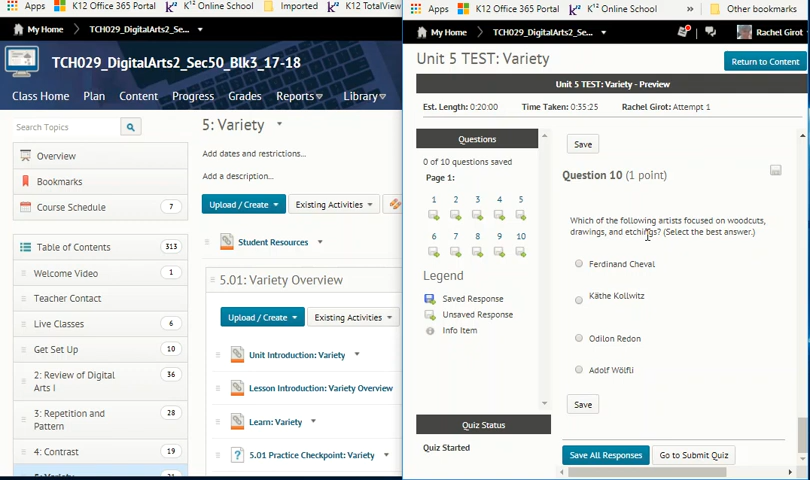 Apps K12 Office 365 Portal K12 Online School Imported K12 TotalView
My Home TCH029_DigitalArts2_Se...
TCH029_DigitalArts2_Sec50_Blk3_17-18
Class Home Plan Content Progress Grades Reports Library
Search Topics
Overview
Bookmarks
Course Schedule 7
Table of Contents 313
Welcome Video 1
Teacher Contact
Live Classes 6
Get Set Up 10
2: Review of Digital
Arts I 36
3: Repetition and
Pattern 28
4: Contrast 19
5: Variety
5: Variety
Add dates and restrictions...
Add a description...
Upload / Create Existing Activities
Student Resources
5.01: Variety Overview
Upload / Create Existing Activities
Unit Introduction: Variety
Lesson Introduction: Variety Overview
Learn: Variety
5.01 Practice Checkpoint: Variety
Apps K12 Office 365 Portal K12 Online School » Other bookmarks
My Home TCH029_DigitalArts2_Se... Rachel Girot
Unit 5 TEST: Variety Return to Content
Unit 5 TEST: Variety - Preview
Est. Length: 0:20:00 Time Taken: 0:35:25 Rachel Girot: Attempt 1
Questions
0 of 10 questions saved
Page 1:
1 2 3 4 5
6 7 8 9 10
Legend
Saved Response
Unsaved Response
Info Item
Quiz Status
Quiz Started
Save
Question 10 (1 point)
Which of the following artists focused on woodcuts,
drawings, and etchings? (Select the best answer.)
Ferdinand Cheval
Käthe Kollwitz
Odilon Redon
Adolf Wölfli
Save
Save All Responses Go to Submit Quiz